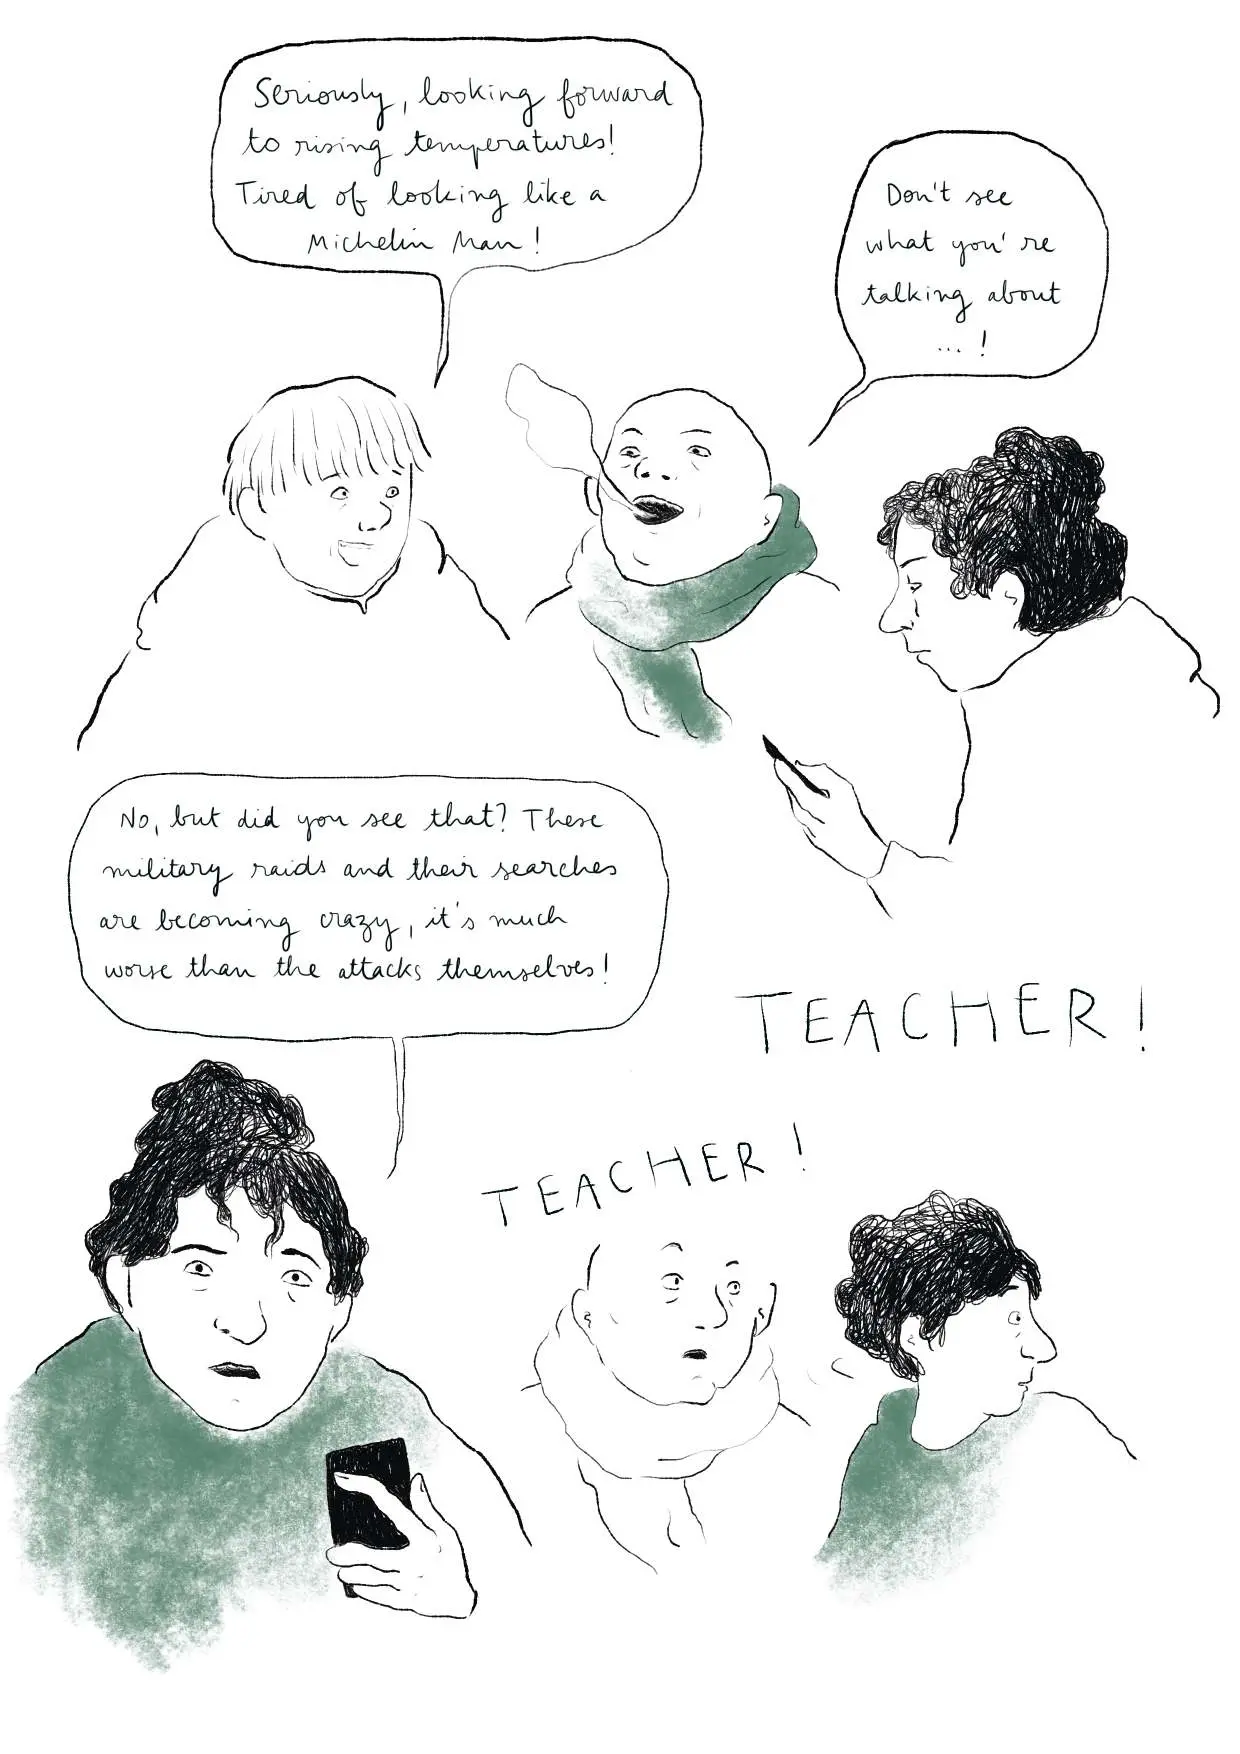 Seriously, looking forward
to rising temperatures!
Tired of looking like a
Michelin Man!
Don't see
what you're
talking about
...!
No, but did you see that? These
military raids and their searches
are becoming crazy, it's much
worse than the attacks themselves!
TEACHER!
TEACHER!